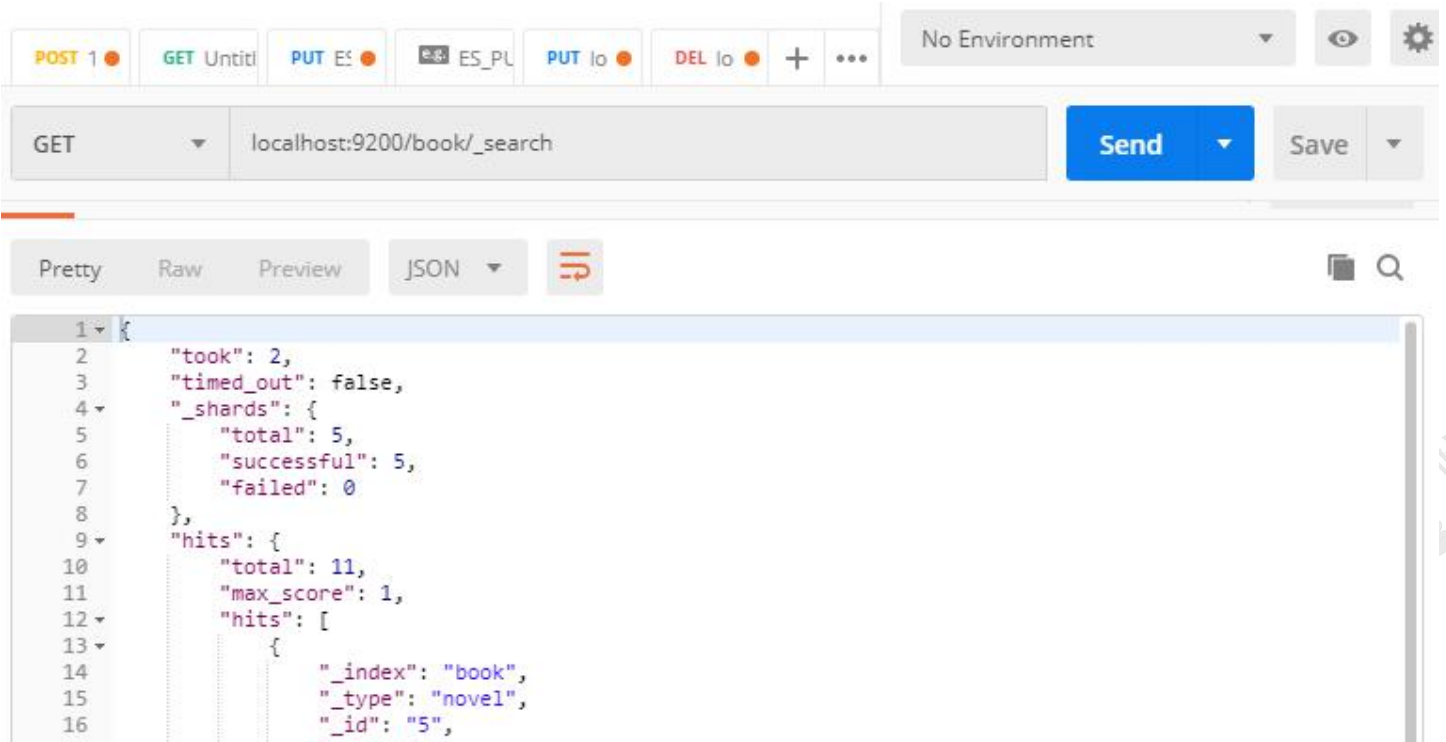 POST 1 GET Untitl PUT ES e.g. ES_PU PUT lo DEL lo + ••• No Environment
GET localhost:9200/book/_search Send Save
Pretty Raw Preview JSON
1 {
2 "took": 2,
3 "timed_out": false,
4 "_shards": {
5 "total": 5,
6 "successful": 5,
7 "failed": 0
8 },
9 "hits": {
10 "total": 11,
11 "max_score": 1,
12 "hits": [
13 {
14 "_index": "book",
15 "_type": "novel",
16 "_id": "5",